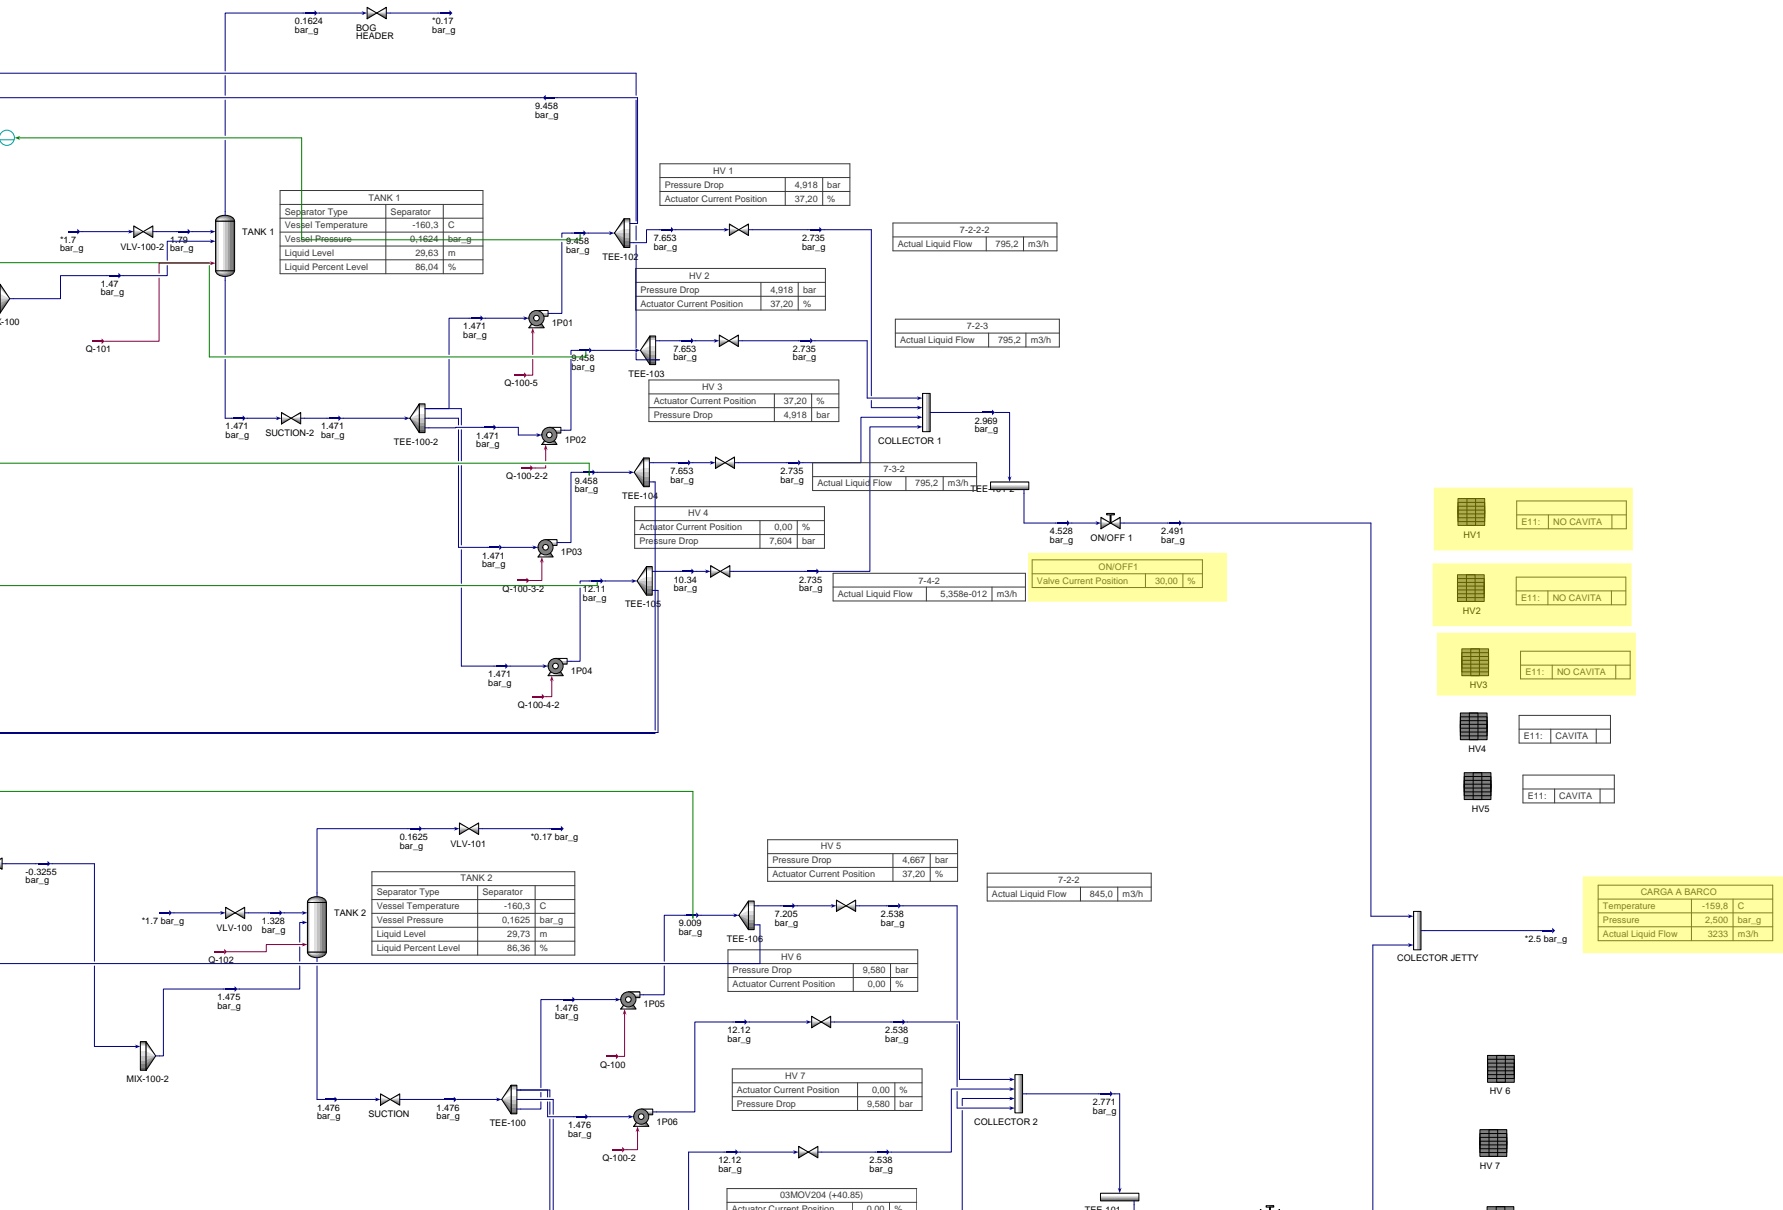 0.1624
bar_g
BOG
HEADER
*0.17
bar_g
9.458
bar_g
HV 1
Pressure Drop 4,918 bar
Actuator Current Position 37,20 %
TANK 1
Separator Type Separator
Vessel Temperature -160,3 C
Vessel Pressure 0,1624 bar_g
Liquid Level 29,63 m
Liquid Percent Level 86,04 %
*1.7
bar_g
VLV-100-2
1.79
bar_g
TANK 1
1.47
bar_g
-100
Q-101
9.458
bar_g
TEE-102
7.653
bar_g
2.735
bar_g
7-2-2-2
Actual Liquid Flow 795,2 m3/h
HV 2
Pressure Drop 4,918 bar
Actuator Current Position 37,20 %
1.471
bar_g
1P01
Q-100-5
9.458
bar_g
TEE-103
7.653
bar_g
2.735
bar_g
7-2-3
Actual Liquid Flow 795,2 m3/h
HV 3
Actuator Current Position 37,20 %
Pressure Drop 4,918 bar
1.471
bar_g
SUCTION-2
1.471
bar_g
TEE-100-2
1.471
bar_g
1P02
Q-100-2-2
COLLECTOR 1
2.969
bar_g
9.458
bar_g
TEE-104
7.653
bar_g
2.735
bar_g
7-3-2
Actual Liquid Flow 795,2 m3/h
HV 4
Actuator Current Position 0,00 %
Pressure Drop 7,604 bar
1.471
bar_g
1P03
Q-100-3-2
12.11
bar_g
TEE-105
10.34
bar_g
2.735
bar_g
7-4-2
Actual Liquid Flow 5,358e-012 m3/h
4.528
bar_g
ON/OFF 1
2.491
bar_g
ON/OFF1
Valve Current Position 30,00 %
1.471
bar_g
1P04
Q-100-4-2
HV1
E11: NO CAVITA
HV2
E11: NO CAVITA
HV3
E11: NO CAVITA
HV4
E11: CAVITA
HV5
E11: CAVITA
-0.3255
bar_g
0.1625
bar_g
VLV-101
*0.17 bar_g
TANK 2
Separator Type Separator
Vessel Temperature -160,3 C
Vessel Pressure 0,1625 bar_g
Liquid Level 29,73 m
Liquid Percent Level 86,36 %
*1.7 bar_g
VLV-100
1.328
bar_g
TANK 2
Q-102
1.475
bar_g
MIX-100-2
HV 5
Pressure Drop 4,667 bar
Actuator Current Position 37,20 %
7-2-2
Actual Liquid Flow 845,0 m3/h
9.009
bar_g
TEE-106
7.205
bar_g
2.538
bar_g
HV 6
Pressure Drop 9,580 bar
Actuator Current Position 0,00 %
1.476
bar_g
1P05
Q-100
12.12
bar_g
2.538
bar_g
HV 7
Actuator Current Position 0,00 %
Pressure Drop 9,580 bar
1.476
bar_g
SUCTION
1.476
bar_g
TEE-100
1.476
bar_g
1P06
Q-100-2
COLLECTOR 2
2.771
bar_g
12.12
bar_g
2.538
bar_g
03MOV204 (+40.85)
Actuator Current Position 0,00 %
TEE-101
COLECTOR JETTY
*2.5 bar_g
CARGA A BARCO
Temperature -159,8 C
Pressure 2,500 bar_g
Actual Liquid Flow 3233 m3/h
HV 6
HV 7